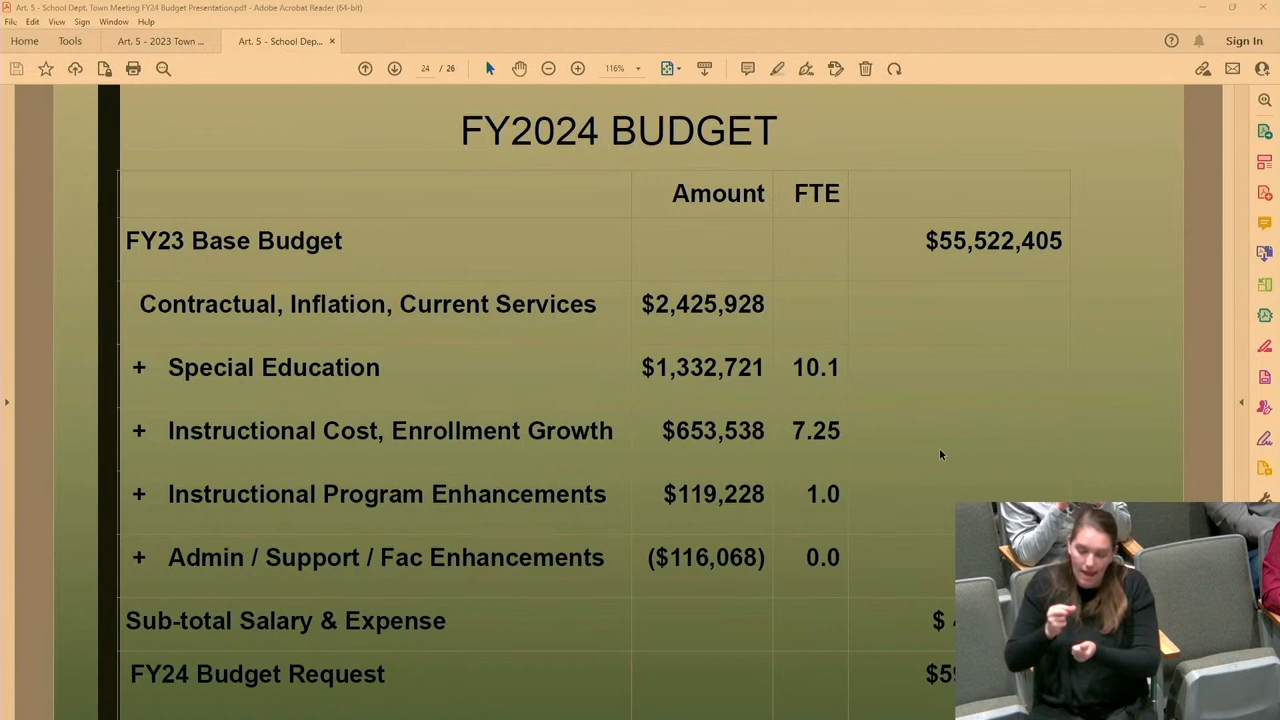 Art. 5 - School Dept. Town Meeting FY24 Budget Presentation.pdf - Adobe Acrobat Reader (64-bit)
File Edit View Sign Window Help
Home Tools Art. 5 - 2023 Town ... Art. 5 - School Dep... × Sign In
24 / 26 116%
FY2024 BUDGET
Amount FTE
FY23 Base Budget $55,522,405
Contractual, Inflation, Current Services $2,425,928
+ Special Education $1,332,721 10.1
+ Instructional Cost, Enrollment Growth $653,538 7.25
+ Instructional Program Enhancements $119,228 1.0
+ Admin / Support / Fac Enhancements ($116,068) 0.0
Sub-total Salary & Expense $
FY24 Budget Request